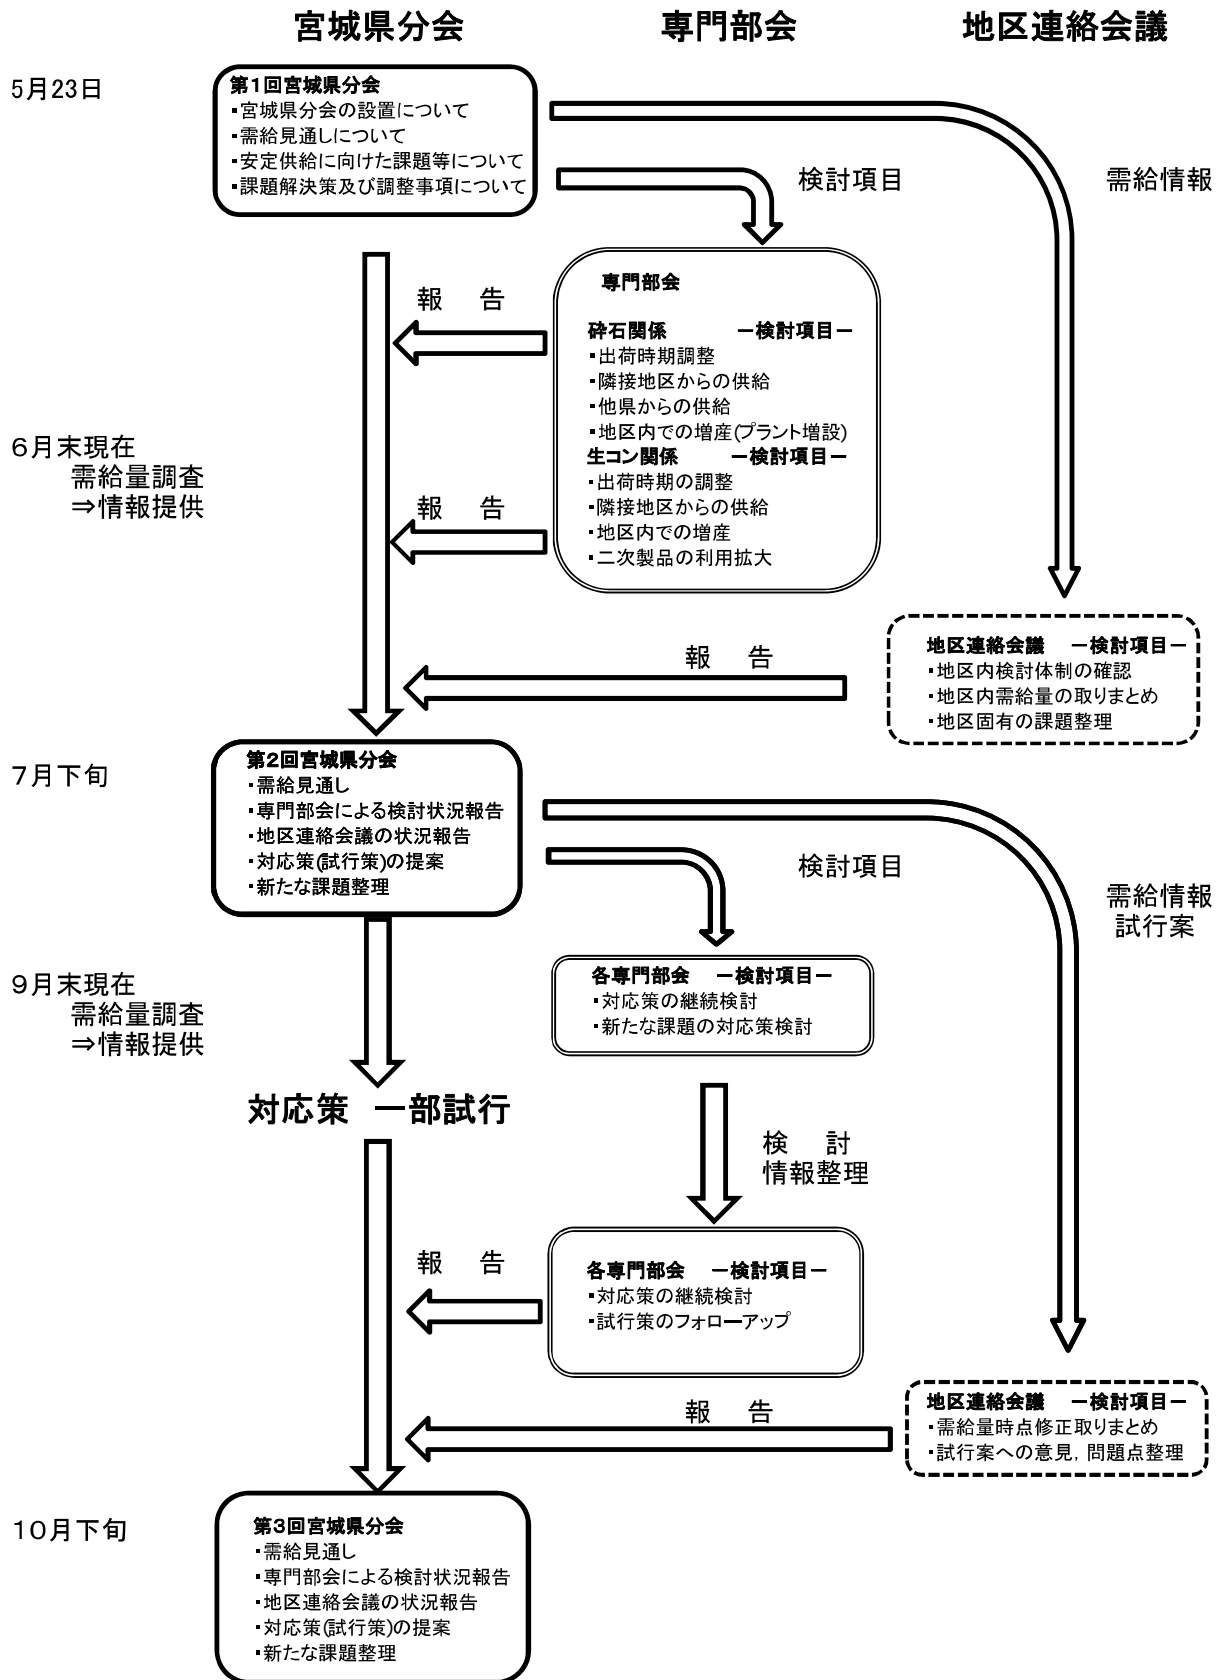 宮城県分会
専門部会
地区連絡会議
5月23日
第1回宮城県分会
・宮城県分会の設置について
・需給見通しについて
・安定供給に向けた課題等について
・課題解決策及び調整事項について
検討項目
需給情報
専門部会
砕石関係 ー検討項目ー
・出荷時期調整
・隣接地区からの供給
・他県からの供給
・地区内での増産(プラント増設)
生コン関係 ー検討項目ー
・出荷時期の調整
・隣接地区からの供給
・地区内での増産
・二次製品の利用拡大
報 告
報 告
6月末現在
需給量調査
⇒情報提供
地区連絡会議 ー検討項目ー
・地区内検討体制の確認
・地区内需給量の取りまとめ
・地区固有の課題整理
報 告
7月下旬
第2回宮城県分会
・需給見通し
・専門部会による検討状況報告
・地区連絡会議の状況報告
・対応策(試行策)の提案
・新たな課題整理
検討項目
需給情報
試行案
9月末現在
需給量調査
⇒情報提供
各専門部会 ー検討項目ー
・対応策の継続検討
・新たな課題の対応策検討
対応策 一部試行
検 討
情報整理
各専門部会 ー検討項目ー
・対応策の継続検討
・試行策のフォローアップ
報 告
地区連絡会議 ー検討項目ー
・需給量時点修正取りまとめ
・試行案への意見, 問題点整理
報 告
10月下旬
第3回宮城県分会
・需給見通し
・専門部会による検討状況報告
・地区連絡会議の状況報告
・対応策(試行策)の提案
・新たな課題整理